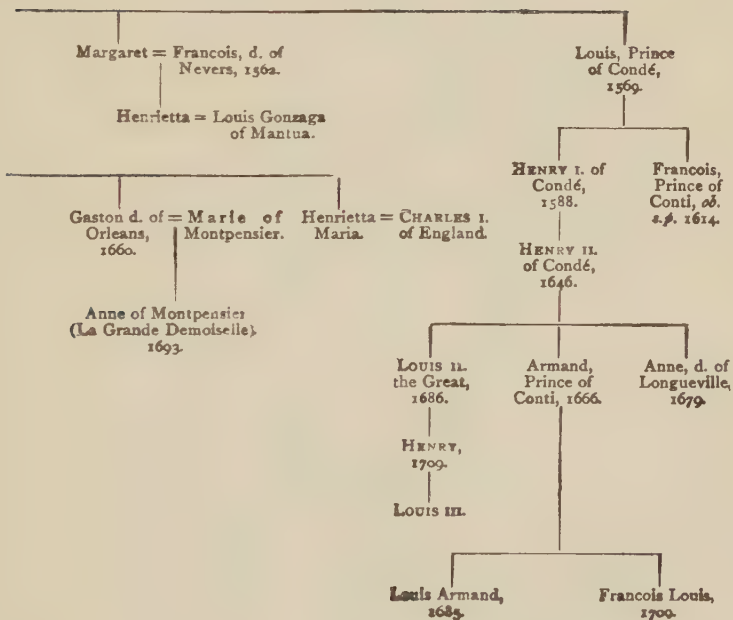 Margaret = Francois, d. of
Nevers, 1562.
Louis, Prince
of Condé,
1569.
Henrietta = Louis Gonzaga
of Mantua.
HENRY I. of
Condé,
1588.
Francois,
Prince of
Conti, ob.
s.p. 1614.
Gaston d. of = Marie of
Orleans, Montpensier.
1660.
Henrietta = CHARLES I.
Maria. of England.
HENRY II.
of Condé,
1646.
Anne of Montpensier
(La Grande Demoiselle).
1693.
LOUIS II.
the Great,
1686.
Armand,
Prince of
Conti, 1666.
Anne, d. of
Longueville,
1679.
HENRY,
1709.
LOUIS III.
Louis Armand,
1685.
Francois Louis,
1709.